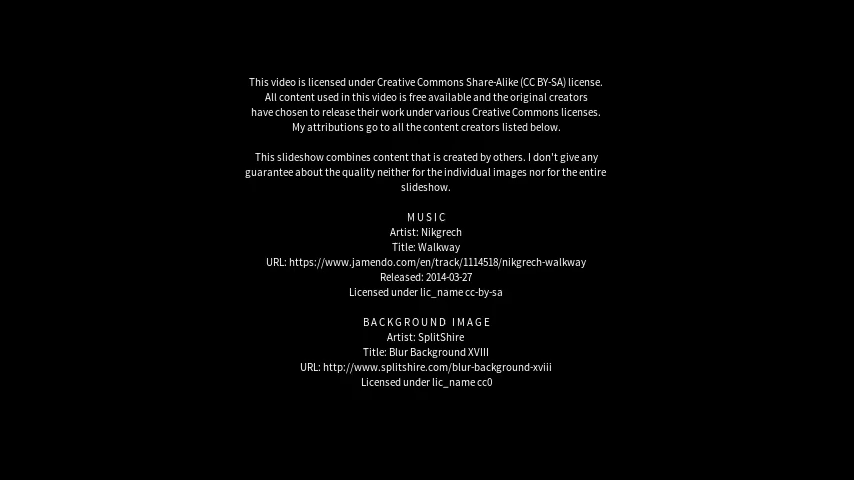 This video is licensed under Creative Commons Share-Alike (CC BY-SA) license.
All content used in this video is free available and the original creators
have chosen to release their work under various Creative Commons licenses.
My attributions go to all the content creators listed below.
This slideshow combines content that is created by others. I don't give any
guarantee about the quality neither for the individual images nor for the entire
slideshow.
M U S I C
Artist: Nikgrech
Title: Walkway
URL: https://www.jamendo.com/en/track/1114518/nikgrech-walkway
Released: 2014-03-27
Licensed under lic_name cc-by-sa
B A C K G R O U N D   I M A G E
Artist: SplitShire
Title: Blur Background XVIII
URL: http://www.splitshire.com/blur-background-xviii
Licensed under lic_name cc0